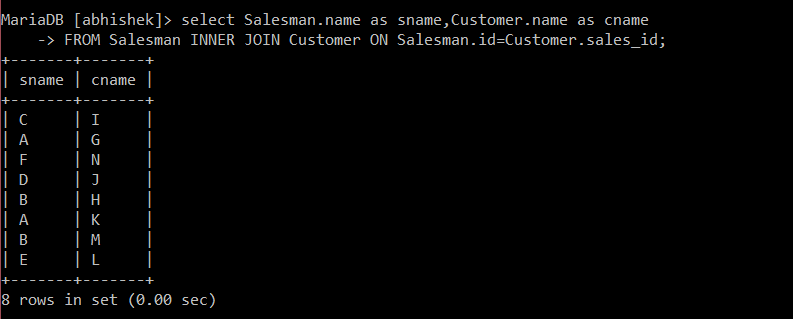 MariaDB [abhishek]> select Salesman.name as sname,Customer.name as cname
    -> FROM Salesman INNER JOIN Customer ON Salesman.id=Customer.sales_id;
+-------+-------+
| sname | cname |
+-------+-------+
| C     | I     |
| A     | G     |
| F     | N     |
| D     | J     |
| B     | H     |
| A     | K     |
| B     | M     |
| E     | L     |
+-------+-------+
8 rows in set (0.00 sec)